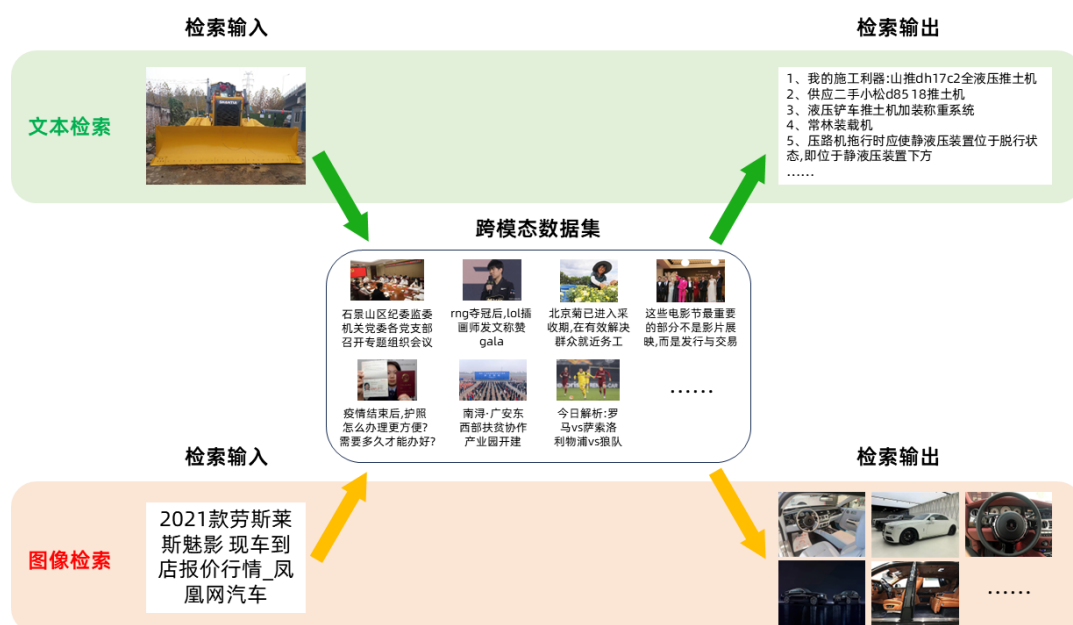 检索输入
检索输出
文本检索
1、我的施工利器:山推dh17c2全液压推土机
2、供应二手小松d85 18推土机
3、液压铲车推土机加装称重系统
4、常林装载机
5、压路机拖行时应使静液压装置位于脱行状
态,即位于静液压装置下方
……
跨模态数据集
石景山区纪委监委
机关党委各党支部
召开专题组织会议
rng夺冠后,lol插
画师发文称赞
gala
北京菊已进入采
收期,在有效解决
群众就近务工
这些电影节最重要
的部分不是影片展
映,而是发行与交易
疫情结束后,护照
怎么办理更方便?
需要多久才能办好?
南浔·广安东
西部扶贫协作
产业园开建
今日解析:罗
马vs萨索洛
利物浦vs狼队
……
检索输入
检索输出
图像检索
2021款劳斯莱
斯魅影 现车到
店报价行情_凤
凰网汽车
……